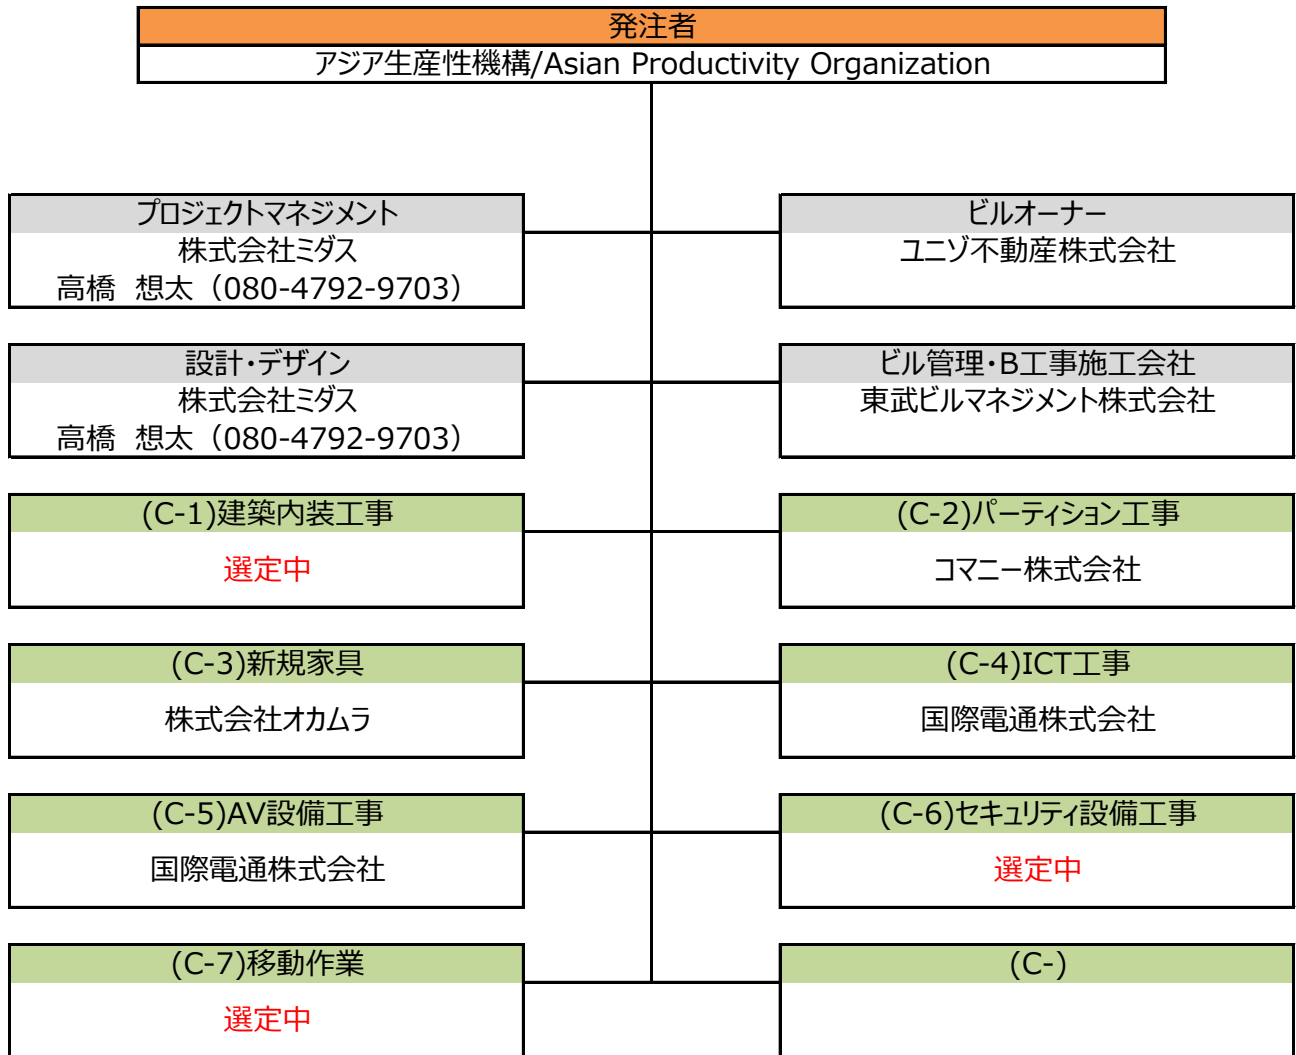 発注者
アジア生産性機構/Asian Productivity Organization
プロジェクトマネジメント
株式会社ミダス
高橋　想太（080-4792-9703）
ビルオーナー
ユニゾ不動産株式会社
設計・デザイン
株式会社ミダス
高橋　想太（080-4792-9703）
ビル管理・B工事施工会社
東武ビルマネジメント株式会社
(C-1)建築内装工事
選定中
(C-2)パーティション工事
コマニー株式会社
(C-3)新規家具
株式会社オカムラ
(C-4)ICT工事
国際電通株式会社
(C-5)AV設備工事
国際電通株式会社
(C-6)セキュリティ設備工事
選定中
(C-7)移動作業
選定中
(C-)